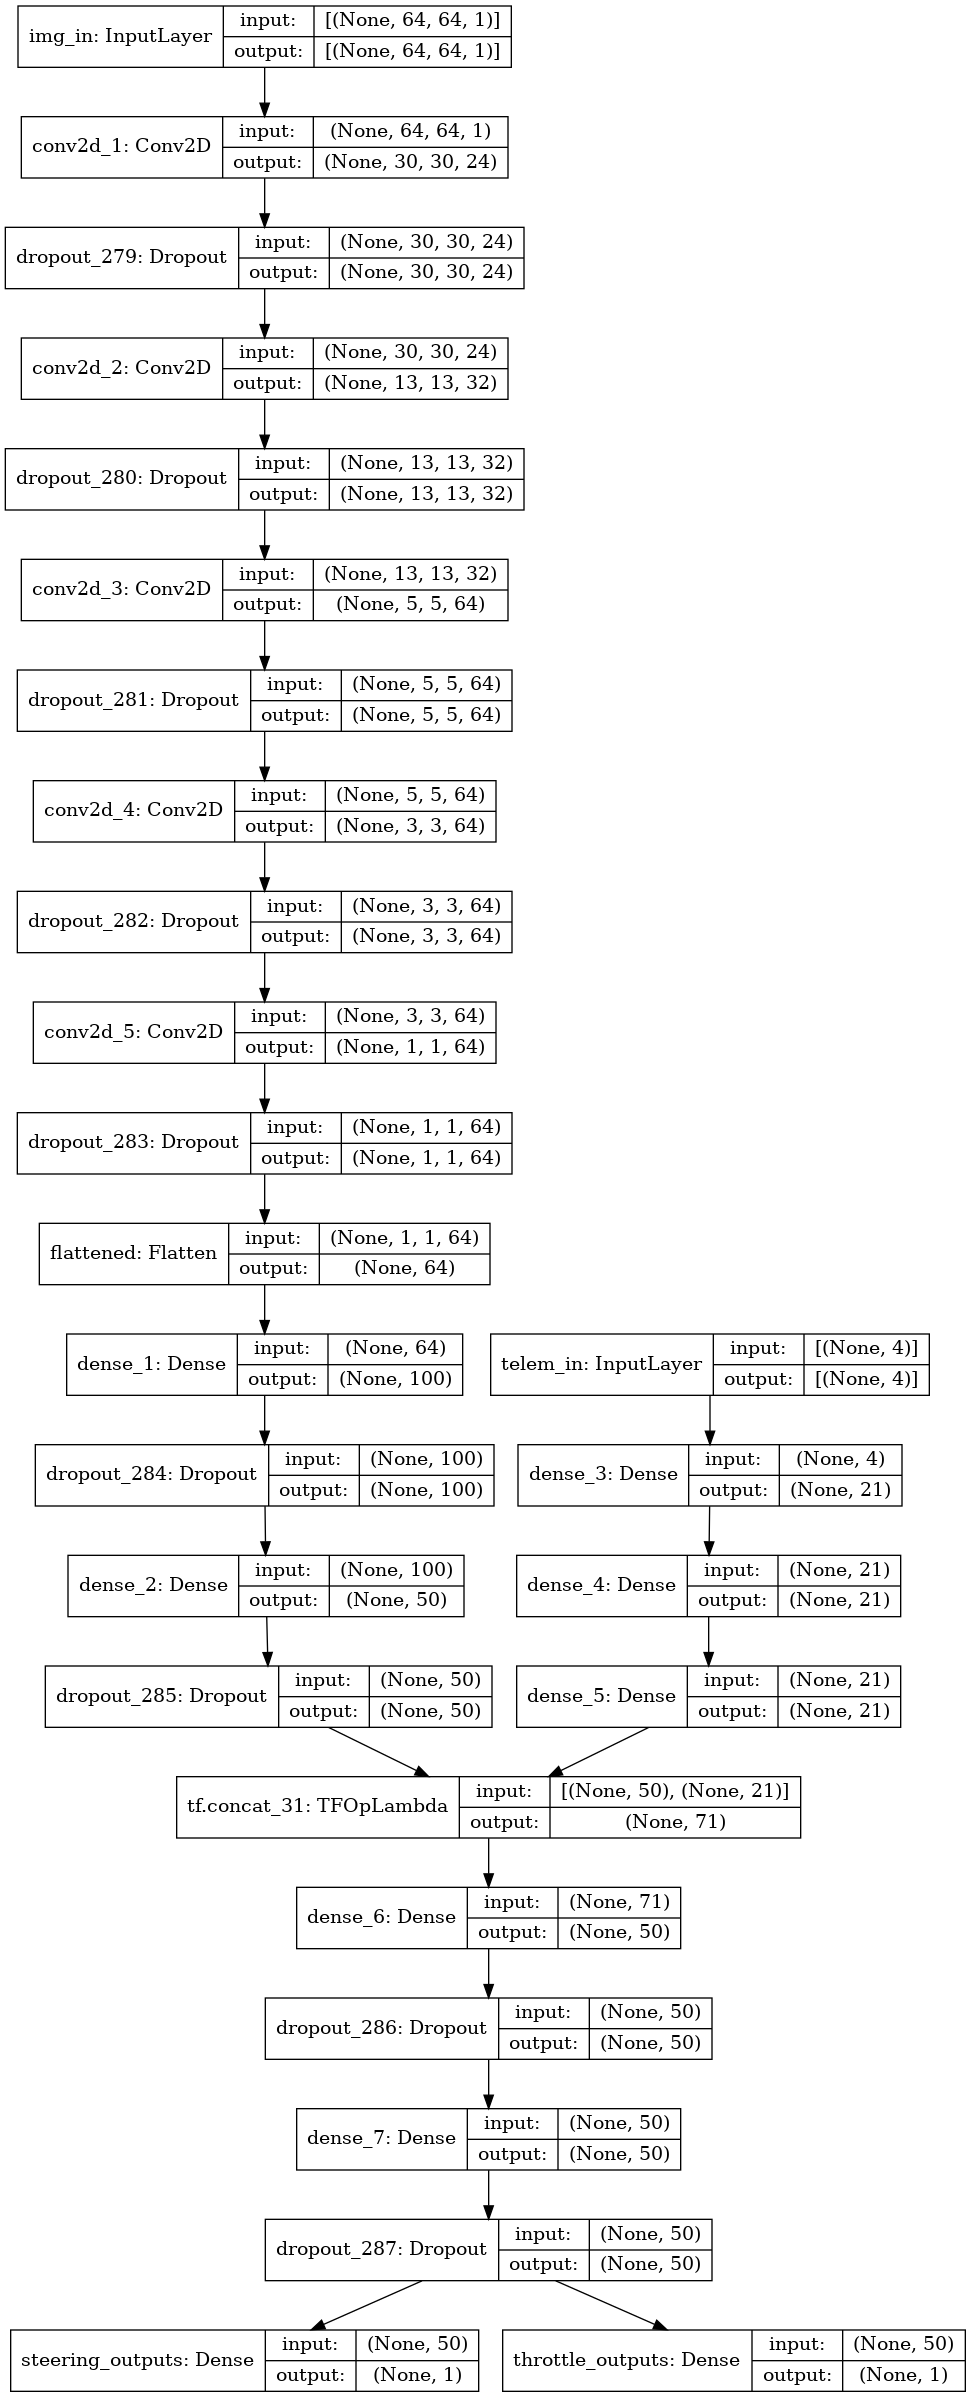 img_in: InputLayer
input: [(None, 64, 64, 1)]
output: [(None, 64, 64, 1)]
conv2d_1: Conv2D
input: (None, 64, 64, 1)
output: (None, 30, 30, 24)
dropout_279: Dropout
input: (None, 30, 30, 24)
output: (None, 30, 30, 24)
conv2d_2: Conv2D
input: (None, 30, 30, 24)
output: (None, 13, 13, 32)
dropout_280: Dropout
input: (None, 13, 13, 32)
output: (None, 13, 13, 32)
conv2d_3: Conv2D
input: (None, 13, 13, 32)
output: (None, 5, 5, 64)
dropout_281: Dropout
input: (None, 5, 5, 64)
output: (None, 5, 5, 64)
conv2d_4: Conv2D
input: (None, 5, 5, 64)
output: (None, 3, 3, 64)
dropout_282: Dropout
input: (None, 3, 3, 64)
output: (None, 3, 3, 64)
conv2d_5: Conv2D
input: (None, 3, 3, 64)
output: (None, 1, 1, 64)
dropout_283: Dropout
input: (None, 1, 1, 64)
output: (None, 1, 1, 64)
flattened: Flatten
input: (None, 1, 1, 64)
output: (None, 64)
dense_1: Dense
input: (None, 64)
output: (None, 100)
telem_in: InputLayer
input: [(None, 4)]
output: [(None, 4)]
dropout_284: Dropout
input: (None, 100)
output: (None, 100)
dense_3: Dense
input: (None, 4)
output: (None, 21)
dense_2: Dense
input: (None, 100)
output: (None, 50)
dense_4: Dense
input: (None, 21)
output: (None, 21)
dropout_285: Dropout
input: (None, 50)
output: (None, 50)
dense_5: Dense
input: (None, 21)
output: (None, 21)
tf.concat_31: TFOpLambda
input: [(None, 50), (None, 21)]
output: (None, 71)
dense_6: Dense
input: (None, 71)
output: (None, 50)
dropout_286: Dropout
input: (None, 50)
output: (None, 50)
dense_7: Dense
input: (None, 50)
output: (None, 50)
dropout_287: Dropout
input: (None, 50)
output: (None, 50)
steering_outputs: Dense
input: (None, 50)
output: (None, 1)
throttle_outputs: Dense
input: (None, 50)
output: (None, 1)